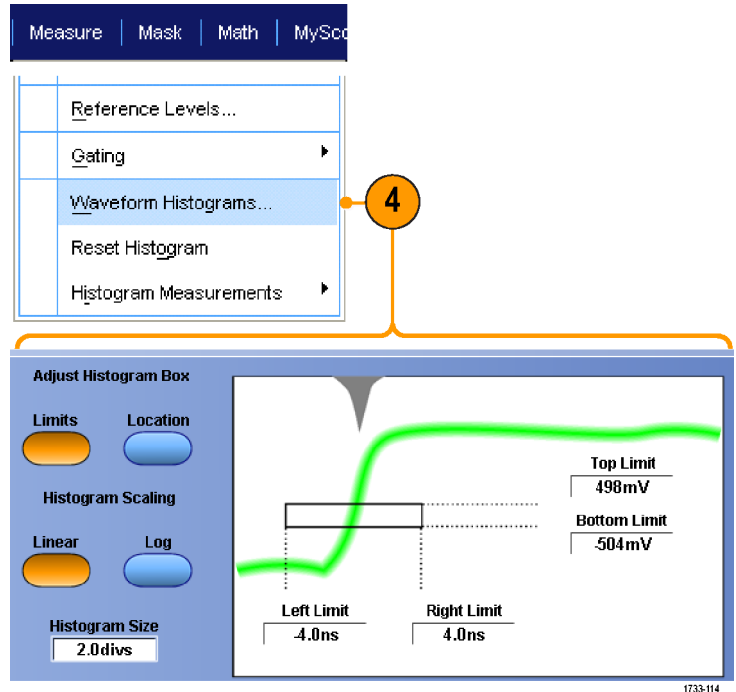 Measure | Mask | Math | MySco
Reference Levels...
Gating
Waveform Histograms...
4
Reset Histogram
Histogram Measurements
Adjust Histogram Box
Limits Location
Histogram Scaling
Linear Log
Histogram Size
2.0divs
Top Limit
498mV
Bottom Limit
-504mV
Left Limit Right Limit
-4.0ns 4.0ns
1733-114